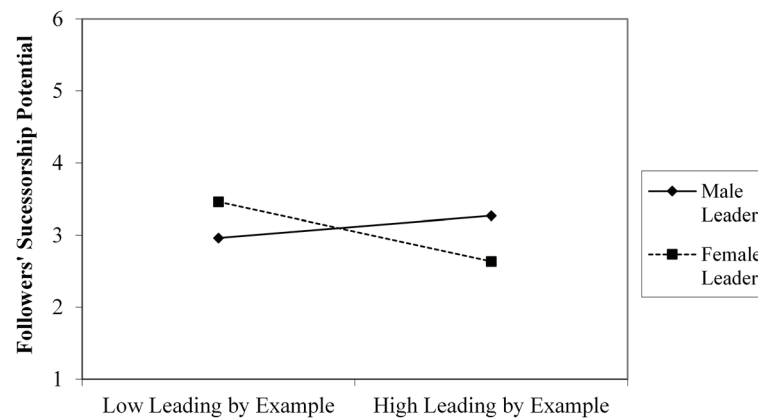 6
5
4
3
2
1
Followers' Sucessorship Potential
Low Leading by Example
High Leading by Example
Male
Leader
Female
Leader